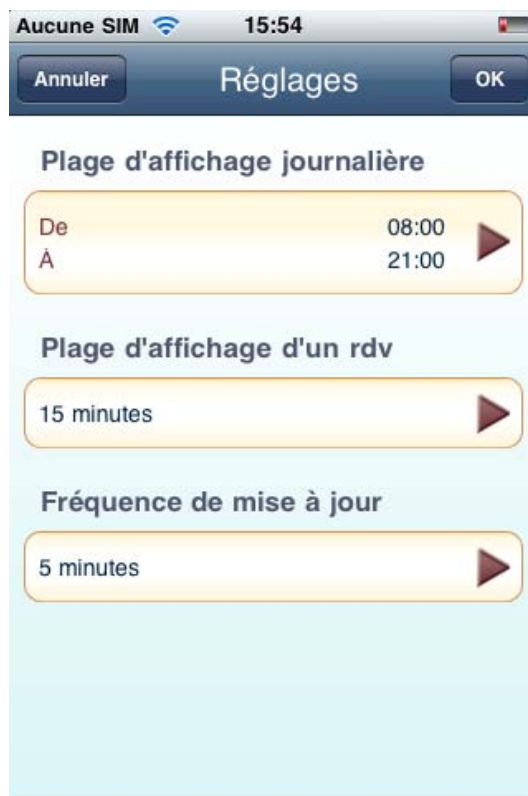 Aucune SIM 15:54
Annuler Réglages OK
Plage d'affichage journalière
De 08:00
À 21:00
Plage d'affichage d'un rdv
15 minutes
Fréquence de mise à jour
5 minutes